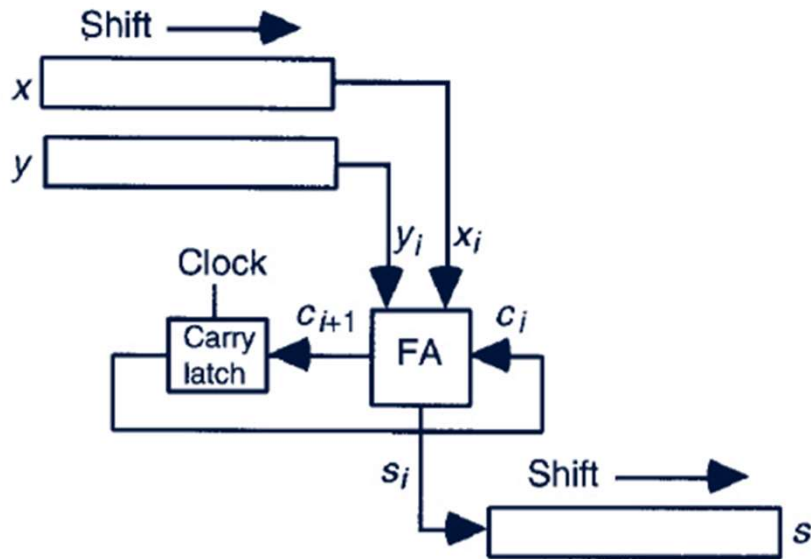 Shift
x
y
y_i
x_i
Clock
c_{i+1}
c_i
Carry
latch
FA
s_i
Shift
s